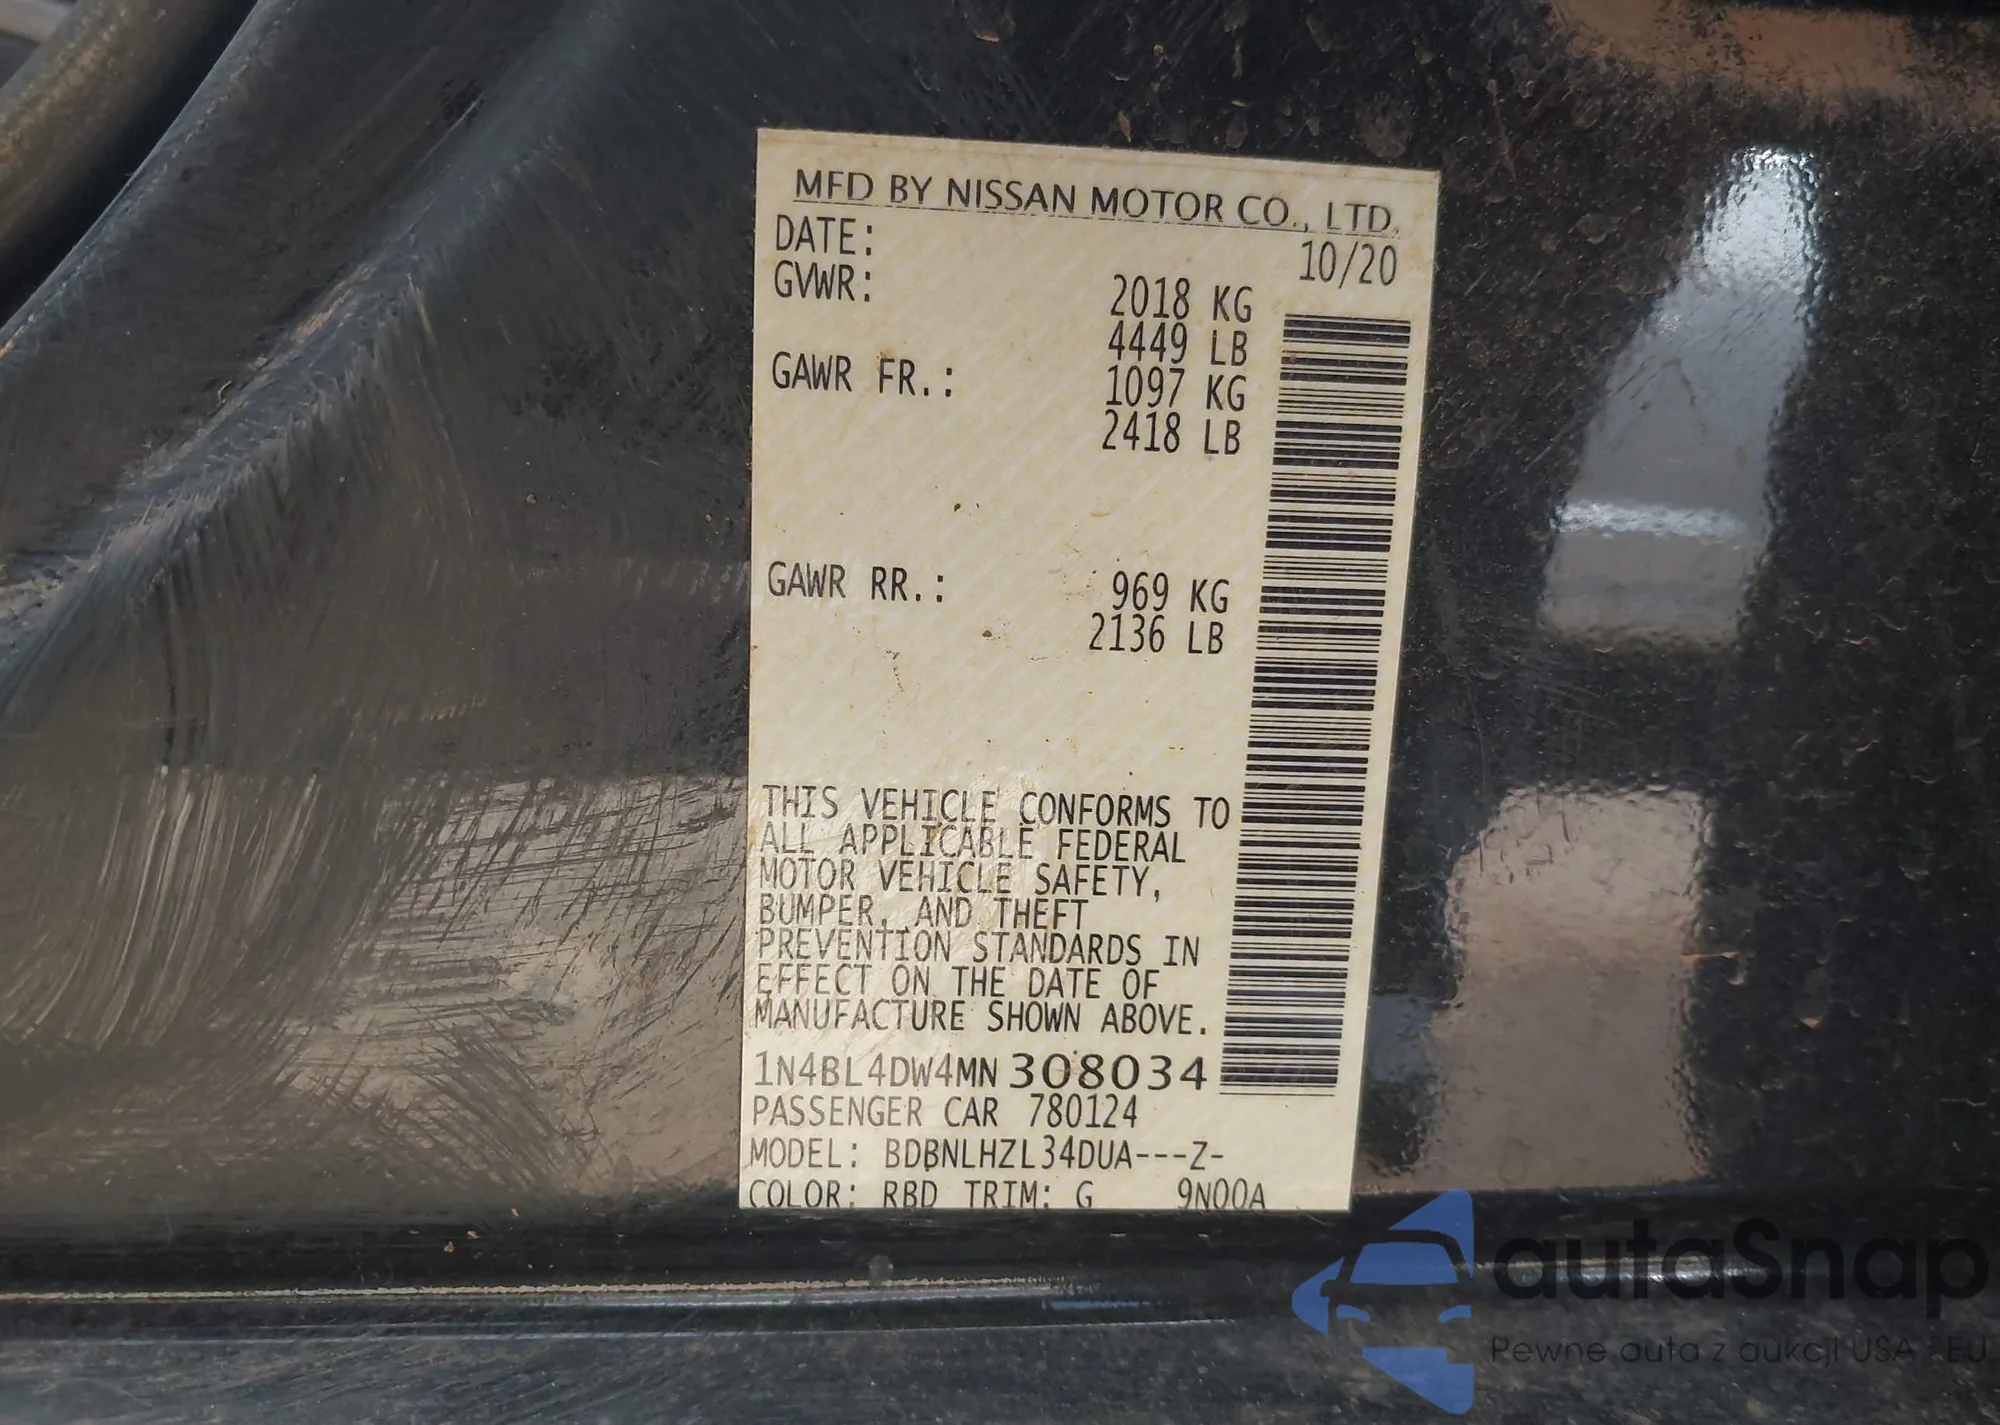 MFD BY NISSAN MOTOR CO., LTD.
DATE: 10/20
GVWR: 2018 KG
4449 LB
GAWR FR.: 1097 KG
2418 LB
GAWR RR.: 969 KG
2136 LB
THIS VEHICLE CONFORMS TO
ALL APPLICABLE FEDERAL
MOTOR VEHICLE SAFETY,
BUMPER, AND THEFT
PREVENTION STANDARDS IN
EFFECT ON THE DATE OF
MANUFACTURE SHOWN ABOVE.
1N4BL4DW4MN308034
PASSENGER CAR 780124
MODEL: BDBNLHZL34DUA---Z-
COLOR: RBD TRIM: G 9N00A
autaSnap
Pewne auta z aukcji USA i EU